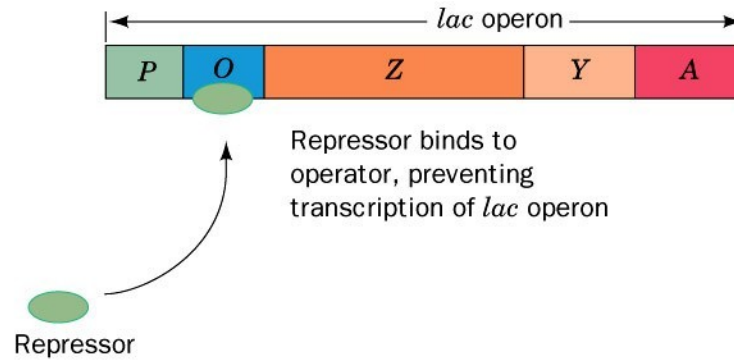 lac operon
P O Z Y A
Repressor binds to
operator, preventing
transcription of lac operon
Repressor